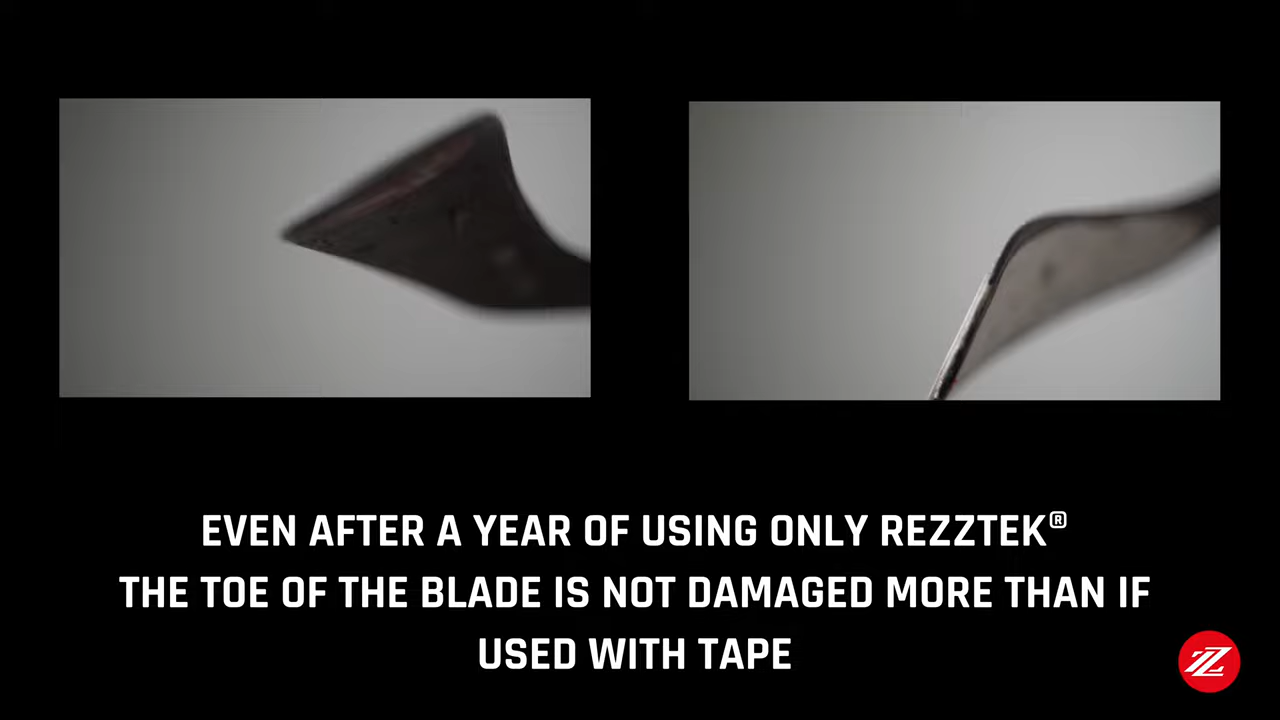 EVEN AFTER A YEAR OF USING ONLY REZZTEK®
THE TOE OF THE BLADE IS NOT DAMAGED MORE THAN IF
USED WITH TAPE